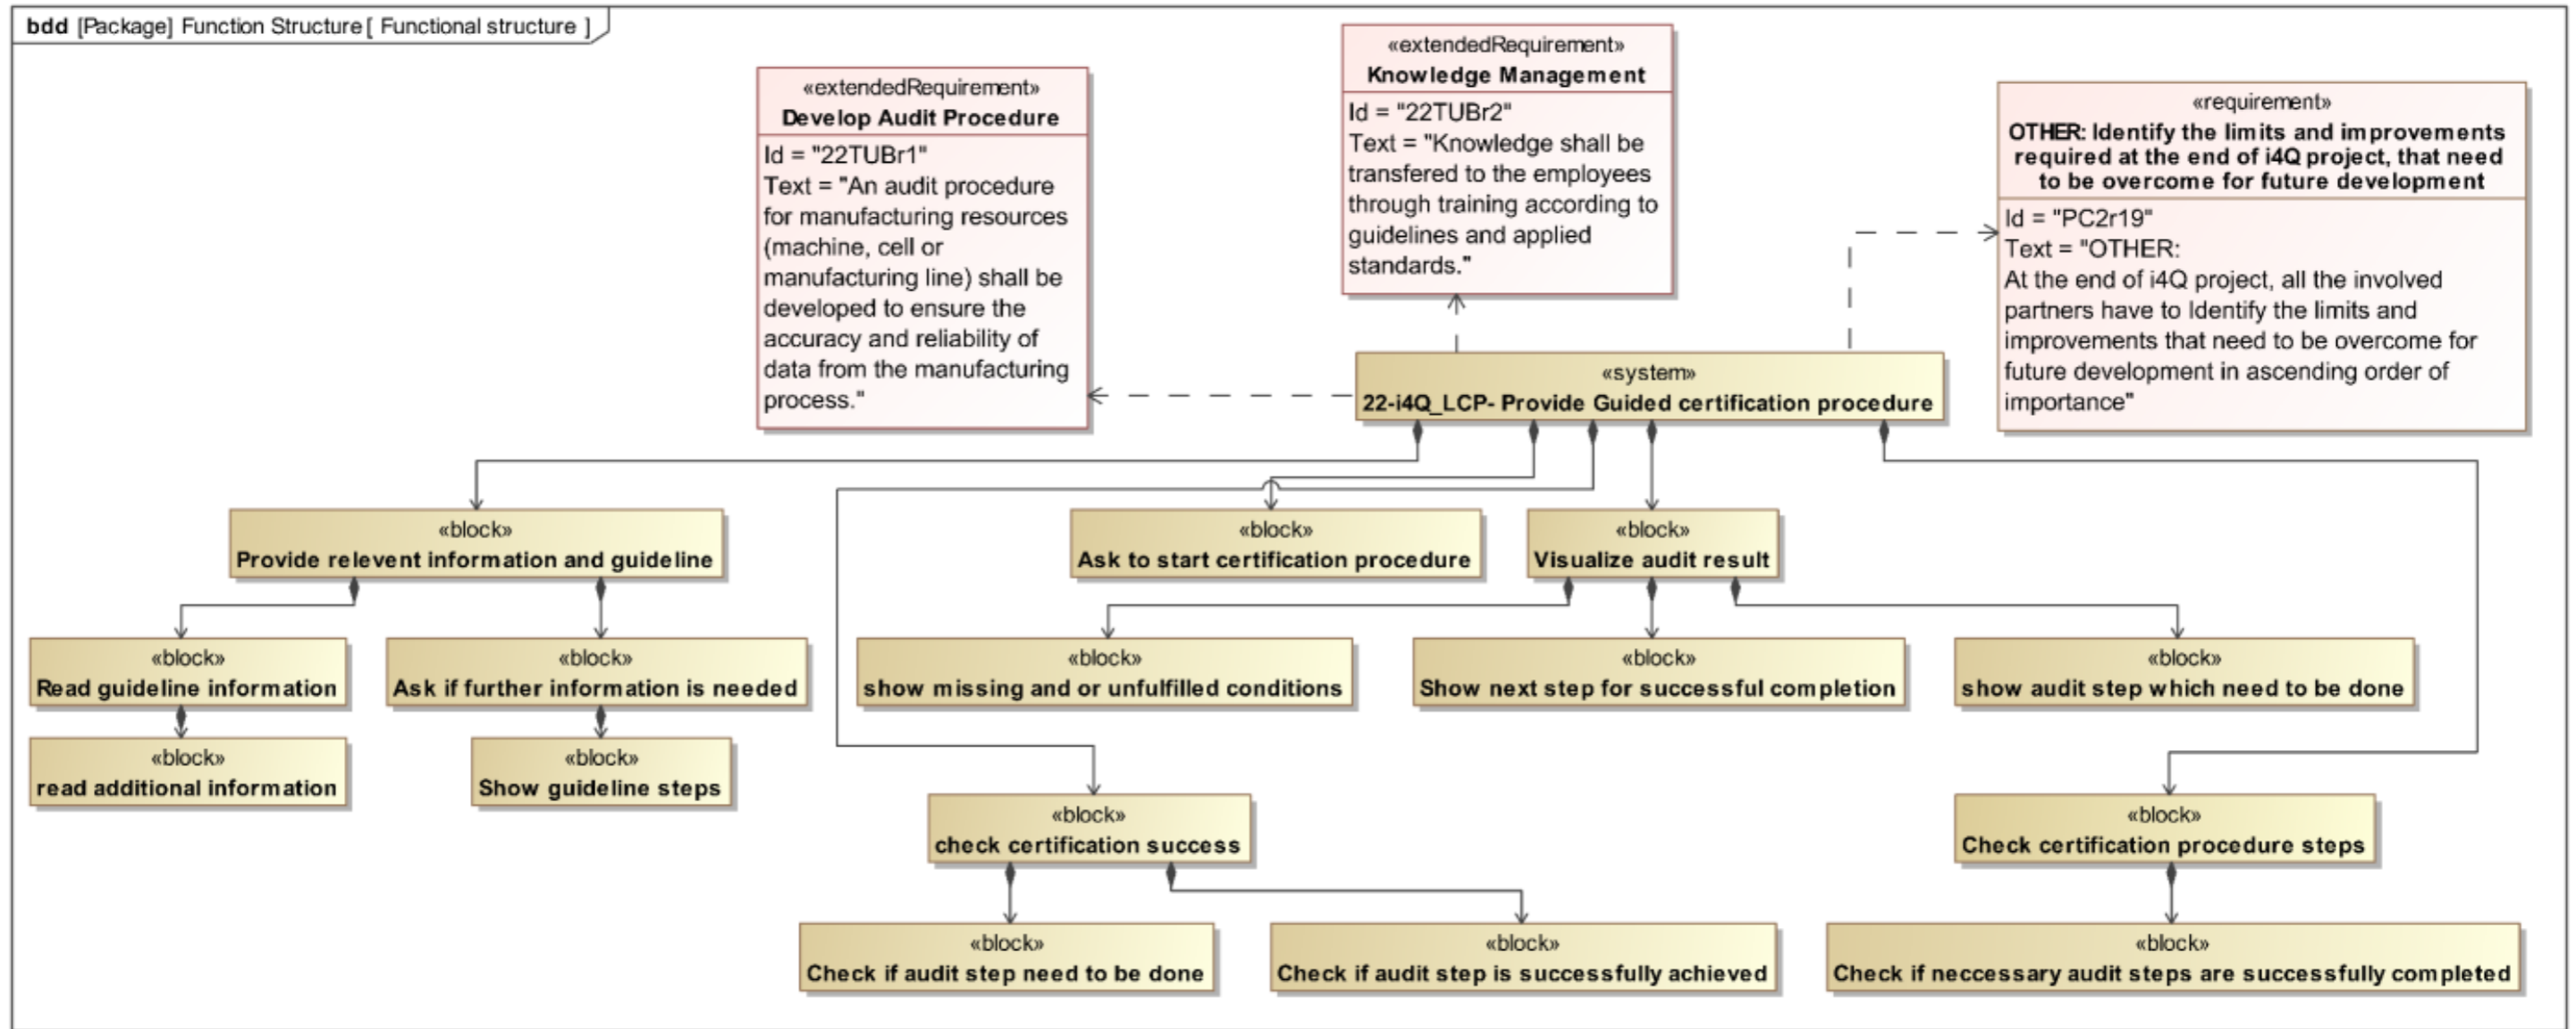 bdd [Package] Function Structure [ Functional structure ]
«extendedRequirement»
Develop Audit Procedure
Id = "22TUBr1"
Text = "An audit procedure
for manufacturing resources
(machine, cell or
manufacturing line) shall be
developed to ensure the
accuracy and reliability of
data from the manufacturing
process."
«extendedRequirement»
Knowledge Management
Id = "22TUBr2"
Text = "Knowledge shall be
transfered to the employees
through training according to
guidelines and applied
standards."
«requirement»
OTHER: Identify the limits and improvements
required at the end of i4Q project, that need
to be overcome for future development
Id = "PC2r19"
Text = "OTHER:
At the end of i4Q project, all the involved
partners have to Identify the limits and
improvements that need to be overcome for
future development in ascending order of
importance"
«system»
22-i4Q_LCP- Provide Guided certification procedure
«block»
Provide relevent information and guideline
«block»
Ask to start certification procedure
«block»
Visualize audit result
«block»
Read guideline information
«block»
Ask if further information is needed
«block»
show missing and or unfulfilled conditions
«block»
Show next step for successful completion
«block»
show audit step which need to be done
«block»
read additional information
«block»
Show guideline steps
«block»
check certification success
«block»
Check certification procedure steps
«block»
Check if audit step need to be done
«block»
Check if audit step is successfully achieved
«block»
Check if neccessary audit steps are successfully completed